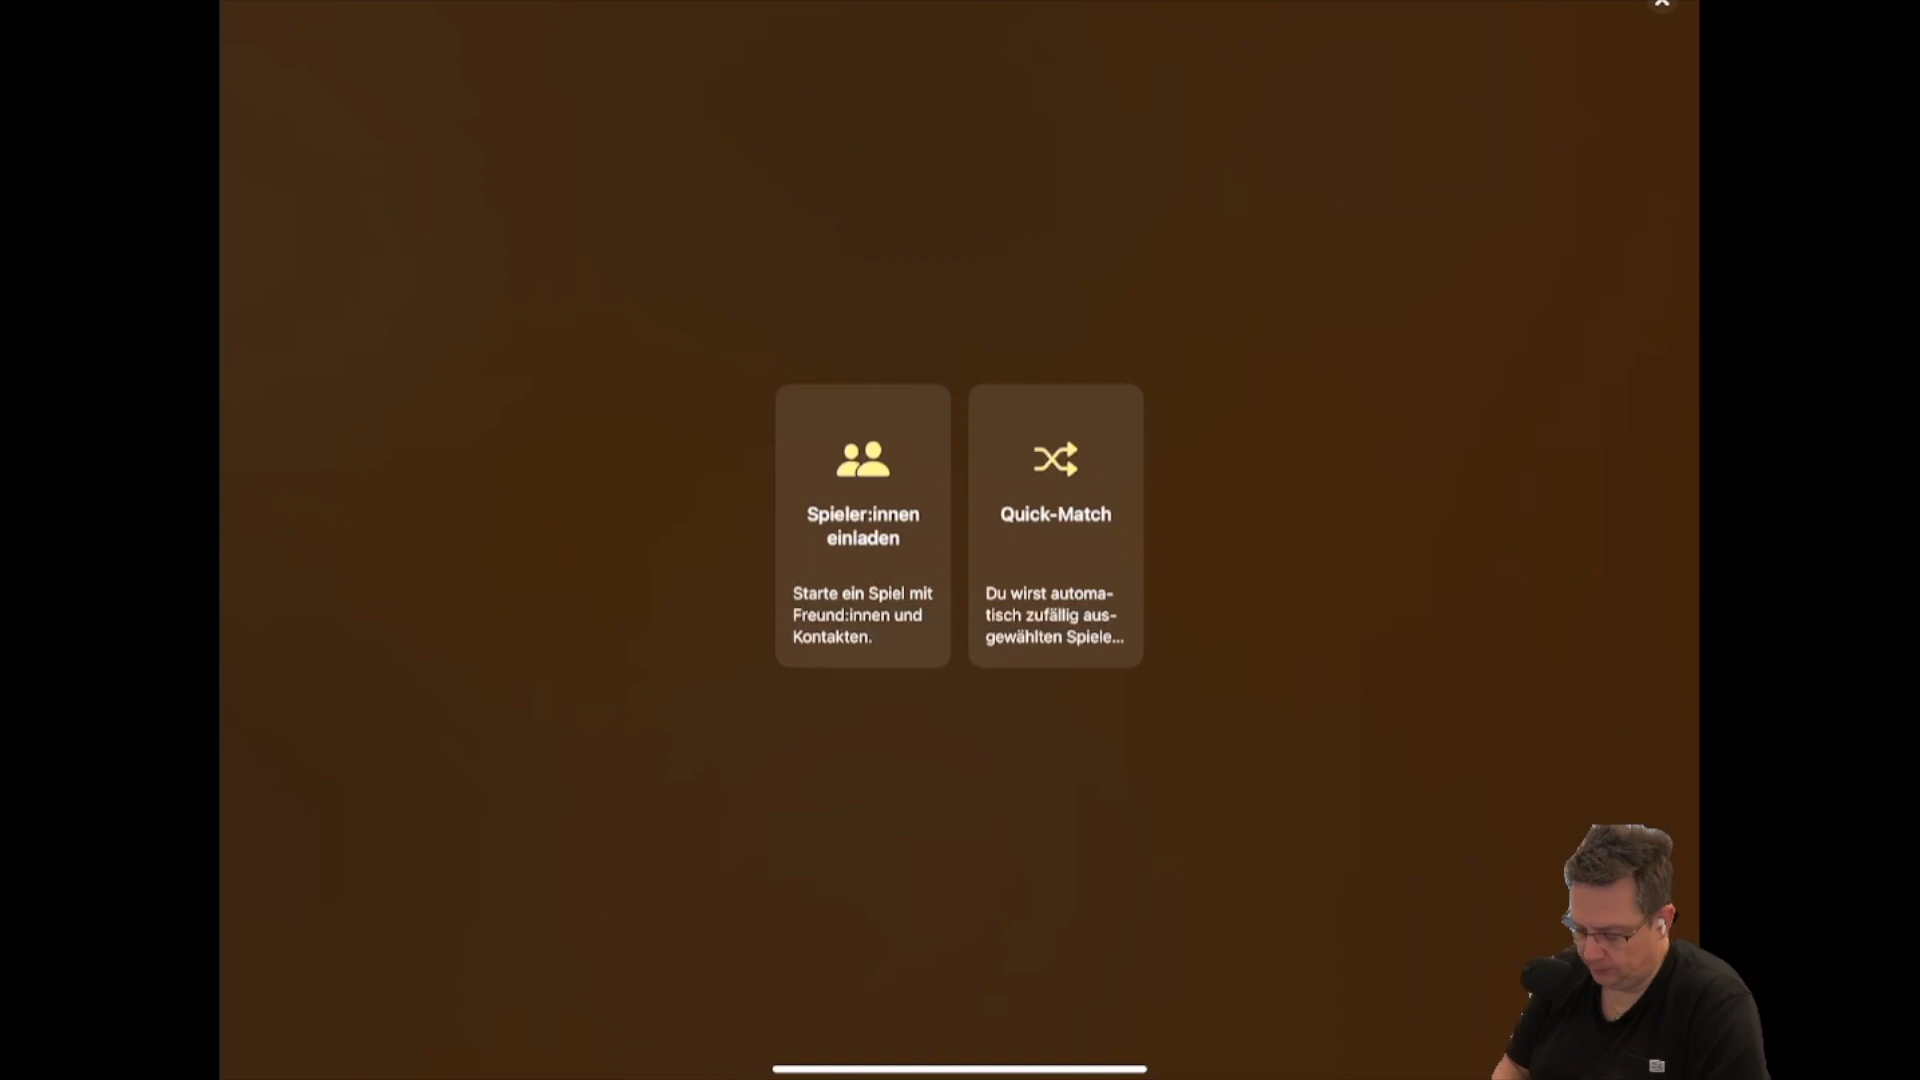 Spieler:innen
einladen
Starte ein Spiel mit
Freund:innen und
Kontakten.
Quick-Match
Du wirst automa-
tisch zufällig aus-
gewählten Spiele...